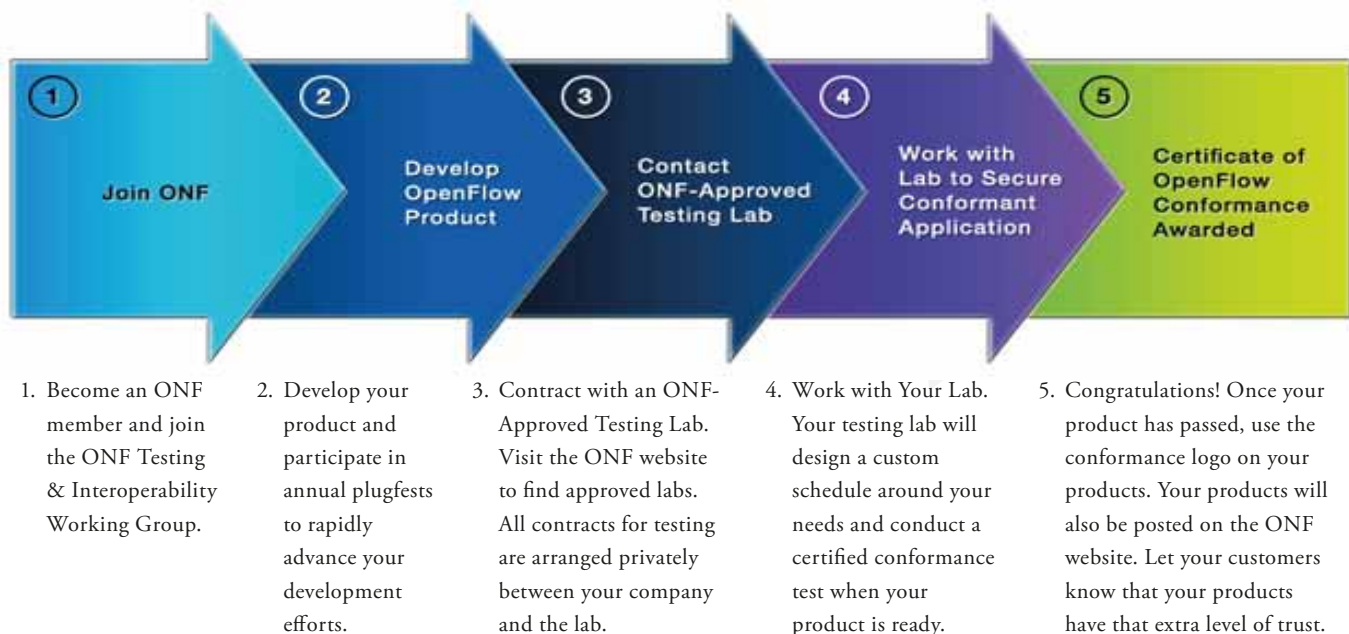 1
Join ONF
2
Develop
OpenFlow
Product
3
Contact
ONF-Approved
Testing Lab
4
Work with
Lab to Secure
Conformant
Application
5
Certificate of
OpenFlow
Conformance
Awarded
1. Become an ONF
member and join
the ONF Testing
& Interoperability
Working Group.
2. Develop your
product and
participate in
annual plugfests
to rapidly
advance your
development
efforts.
3. Contract with an ONF-
Approved Testing Lab.
Visit the ONF website
to find approved labs.
All contracts for testing
are arranged privately
between your company
and the lab.
4. Work with Your Lab.
Your testing lab will
design a custom
schedule around your
needs and conduct a
certified conformance
test when your
product is ready.
5. Congratulations! Once your
product has passed, use the
conformance logo on your
products. Your products will
also be posted on the ONF
website. Let your customers
know that your products
have that extra level of trust.